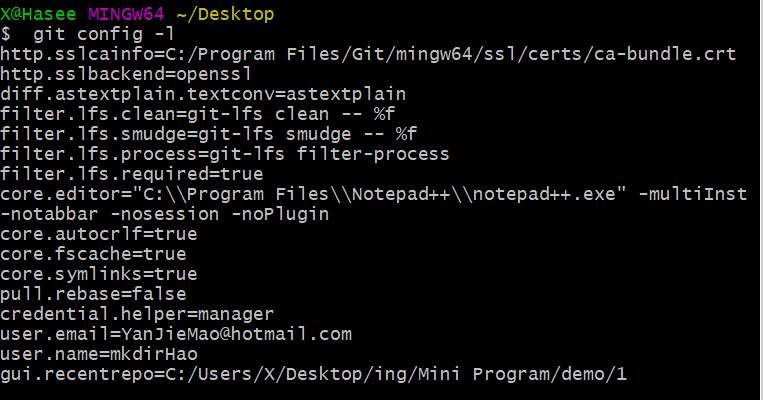 X@Hasee MINGW64 ~/Desktop
$  git config -l
http.sslcainfo=C:/Program Files/Git/mingw64/ssl/certs/ca-bundle.crt
http.sslbackend=openssl
diff.astextplain.textconv=astextplain
filter.lfs.clean=git-lfs clean -- %f
filter.lfs.smudge=git-lfs smudge -- %f
filter.lfs.process=git-lfs filter-process
filter.lfs.required=true
core.editor="C:\\Program Files\\Notepad++\\notepad++.exe" -multiInst
-notabbar -nosession -noPlugin
core.autocrlf=true
core.fscache=true
core.symlinks=true
pull.rebase=false
credential.helper=manager
user.email=YanJieMao@hotmail.com
user.name=mkdirHao
gui.recentrepo=C:/Users/X/Desktop/ing/Mini Program/demo/1